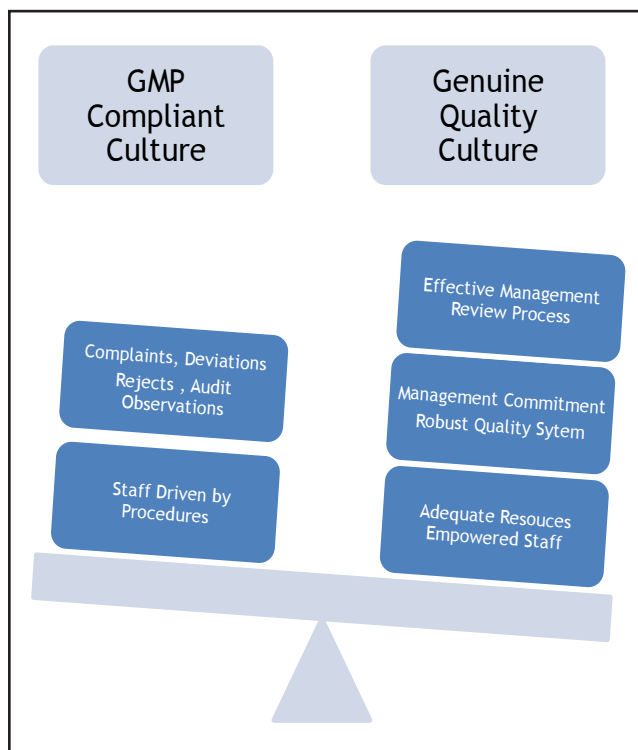 GMP
Compliant
Culture
Genuine
Quality
Culture
Complaints, Deviations
Rejects , Audit
Observations
Staff Driven by
Procedures
Effective Management
Review Process
Management Commitment
Robust Quality Sytem
Adequate Resouces
Empowered Staff